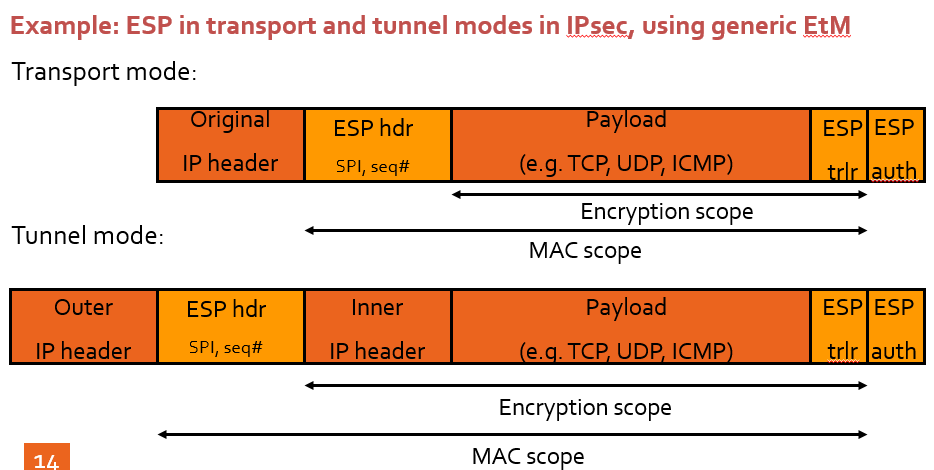 Example: ESP in transport and tunnel modes in IPsec, using generic EtM
Transport mode:
Original
IP header
ESP hdr
SPI, seq#
Payload
(e.g. TCP, UDP, ICMP)
ESP
trlr
ESP
auth
Encryption scope
MAC scope
Tunnel mode:
Outer
IP header
ESP hdr
SPI, seq#
Inner
IP header
Payload
(e.g. TCP, UDP, ICMP)
ESP
trlr
ESP
auth
Encryption scope
MAC scope
14